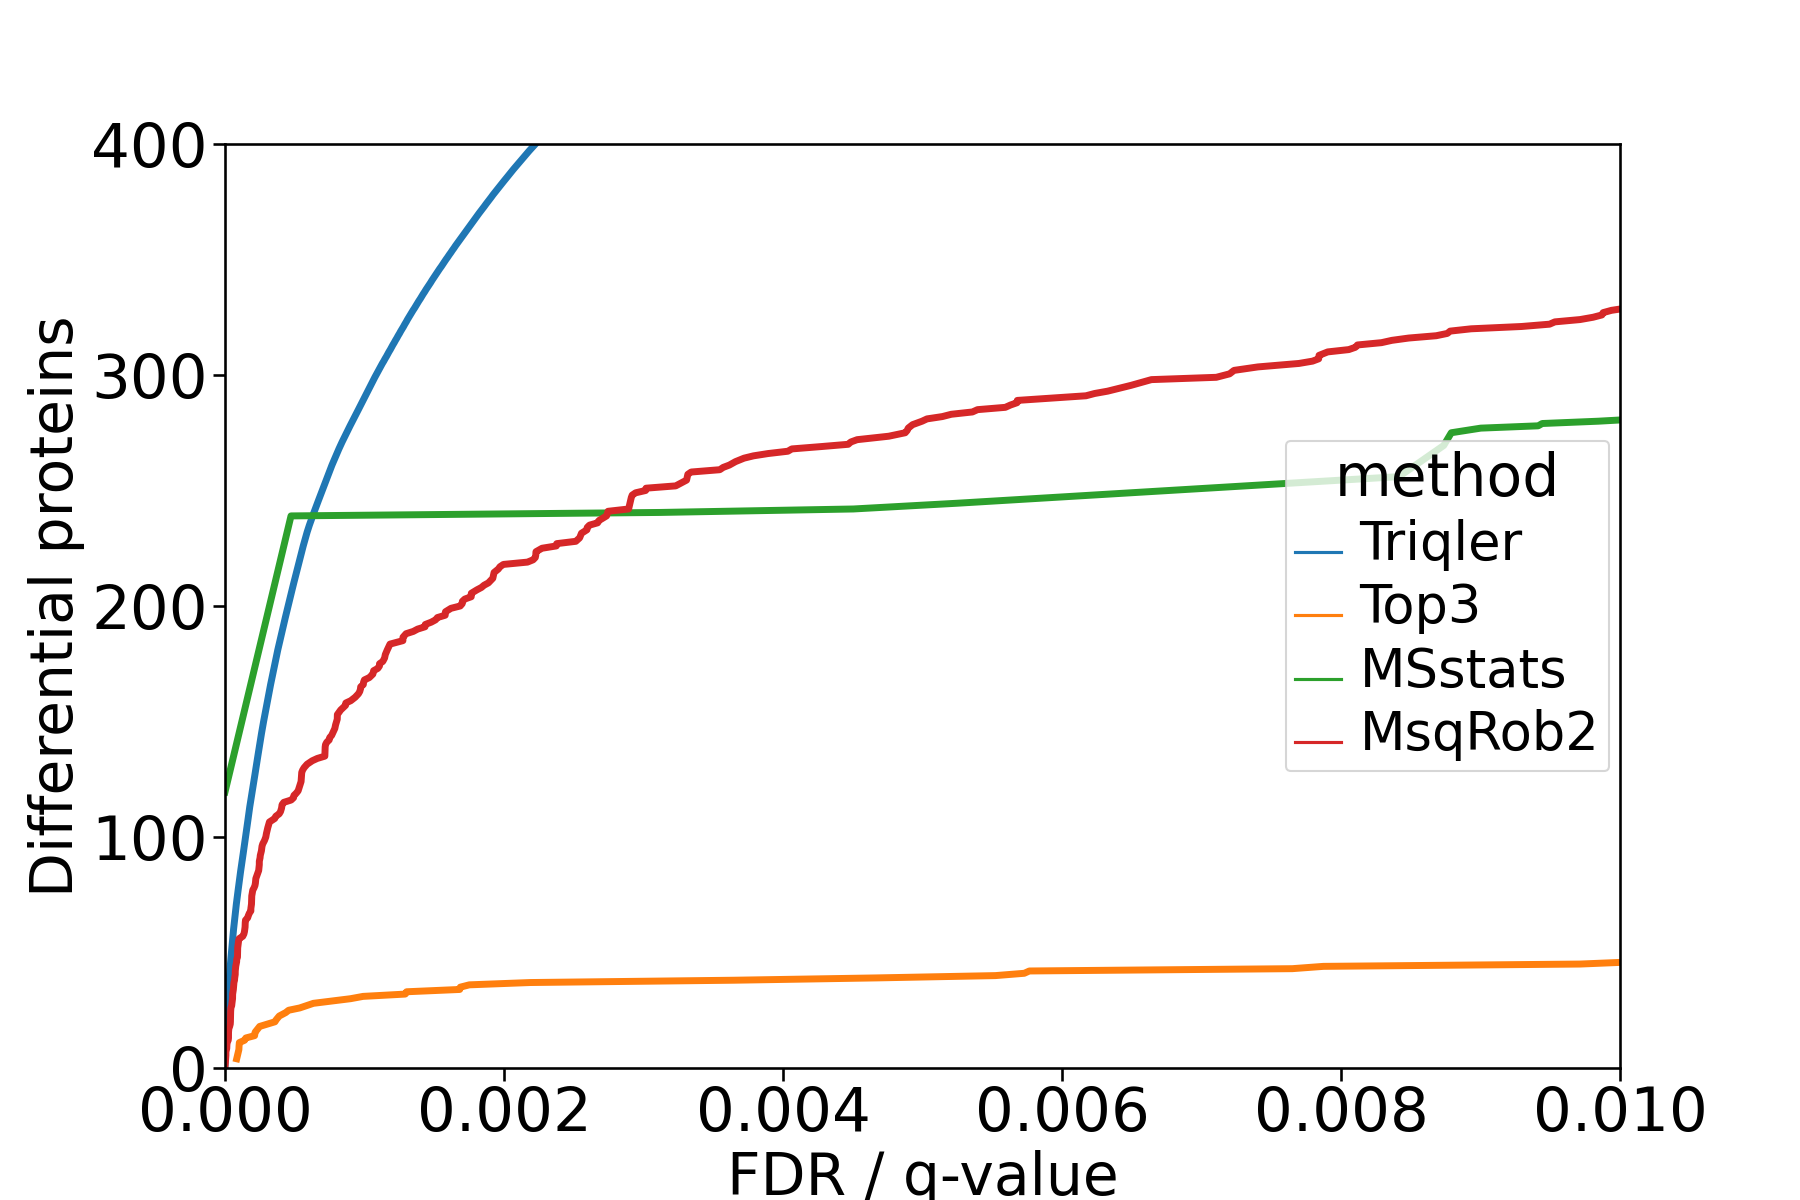 400
300
200
100
0
Differential proteins
method
Triqler
Top3
MSstats
MsqRob2
0.000 0.002 0.004 0.006 0.008 0.010
FDR / q-value